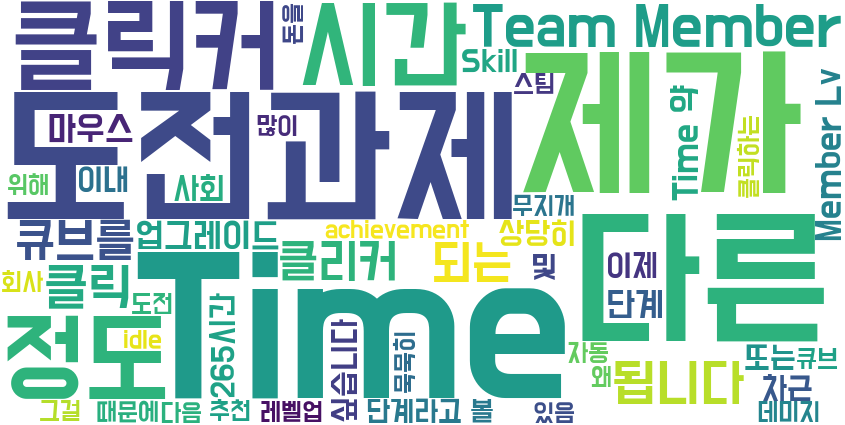 클릭커
돈을
시간
Team Member
Skill
스팀
도전과제
제가
마우스
많이
Time 약
클릭하는
Member Lv
위해
이내
사회
무지개
큐브를
업그레이드
achievement
상당히
다른
회사
클릭
도전
265시간
클리커
되는
및
이제
단계
정도
Time
idle
싶습니다
묵묵히
자동
왜
됩니다
또는
큐브
차근
그걸
때문에
다음
추천
레벨업
단계라고
볼
있음
데미지